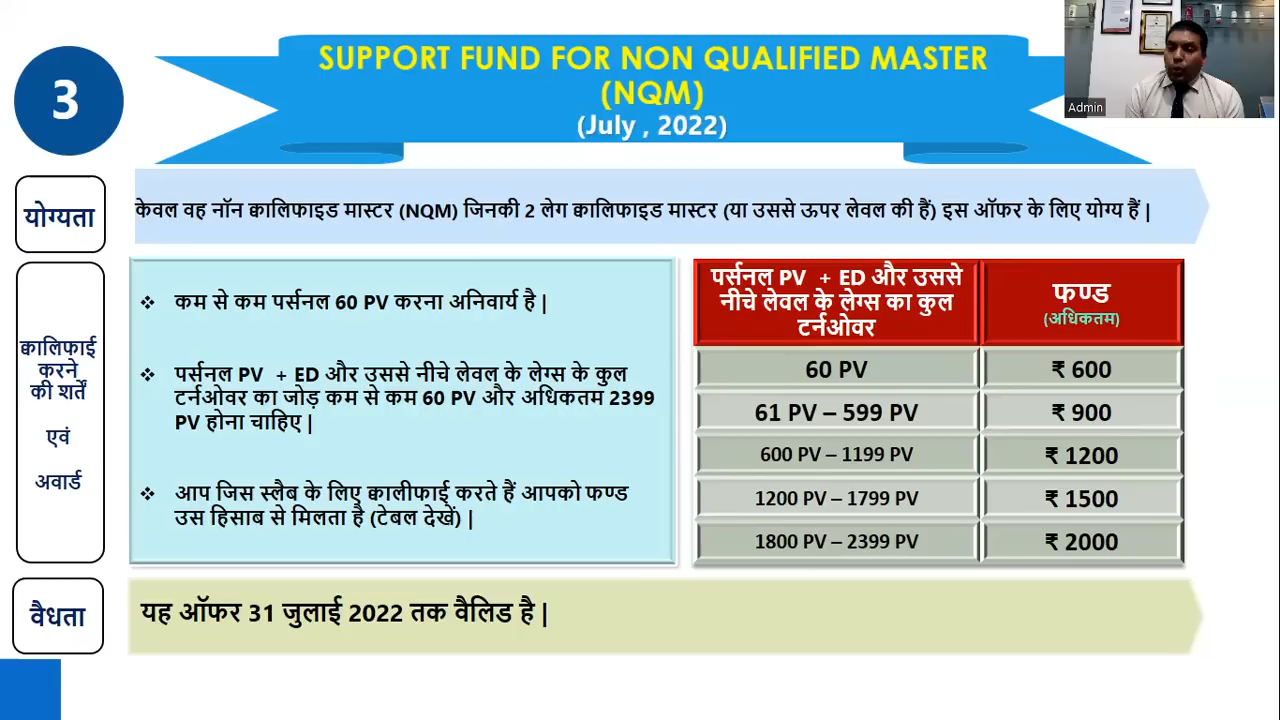 3
SUPPORT FUND FOR NON QUALIFIED MASTER
(NQM)
(July , 2022)
Admin
योग्यता
केवल वह नॉन क्वालिफाइड मास्टर (NQM) जिनकी 2 लेग क्वालिफाइड मास्टर (या उससे ऊपर लेवल की हैं) इस ऑफर के लिए योग्य हैं |
क्वालिफाई
करने
की शर्तें
एवं
अवार्ड
❖ कम से कम पर्सनल 60 PV करना अनिवार्य है |
❖ पर्सनल PV + ED और उससे नीचे लेवल के लेग्स के कुल
टर्नओवर का जोड़ कम से कम 60 PV और अधिकतम 2399
PV होना चाहिए |
❖ आप जिस स्लैब के लिए क्वालीफाई करते हैं आपको फण्ड
उस हिसाब से मिलता है (टेबल देखें) |
पर्सनल PV + ED और उससे
नीचे लेवल के लेग्स का कुल
टर्नओवर
फण्ड
(अधिकतम)
60 PV ₹ 600
61 PV – 599 PV ₹ 900
600 PV – 1199 PV ₹ 1200
1200 PV – 1799 PV ₹ 1500
1800 PV – 2399 PV ₹ 2000
वैधता
यह ऑफर 31 जुलाई 2022 तक वैलिड है |